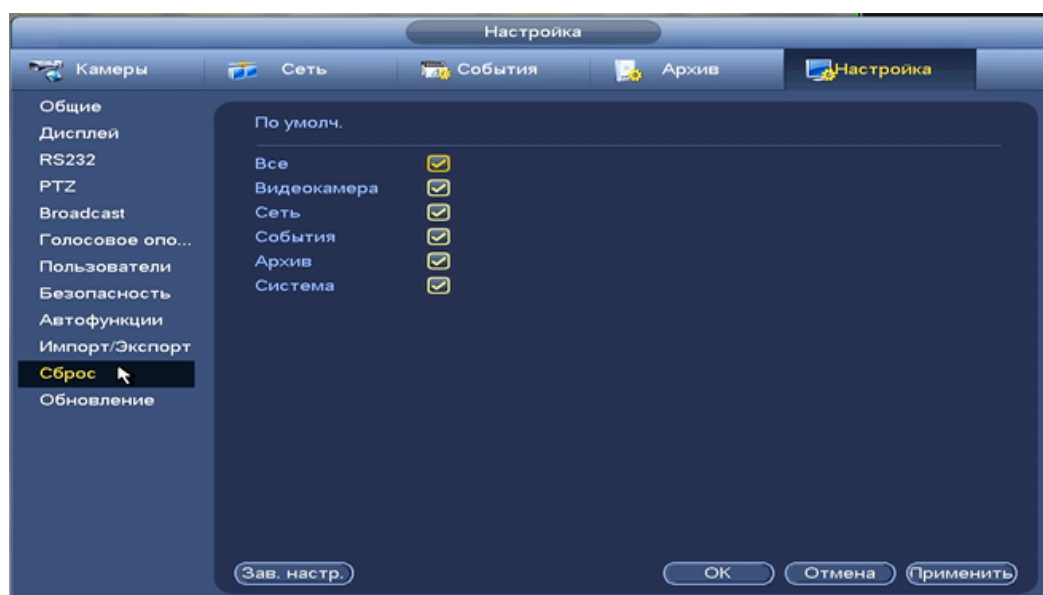 Настройка
Камеры Сеть События Архив Настройка
Общие
Дисплей
RS232
PTZ
Broadcast
Голосовое опо...
Пользователи
Безопасность
Автофункции
Импорт/Экспорт
Сброс
Обновление
По умолч.
Все
Видеокамера
Сеть
События
Архив
Система
Зав. настр. OK Отмена Применить